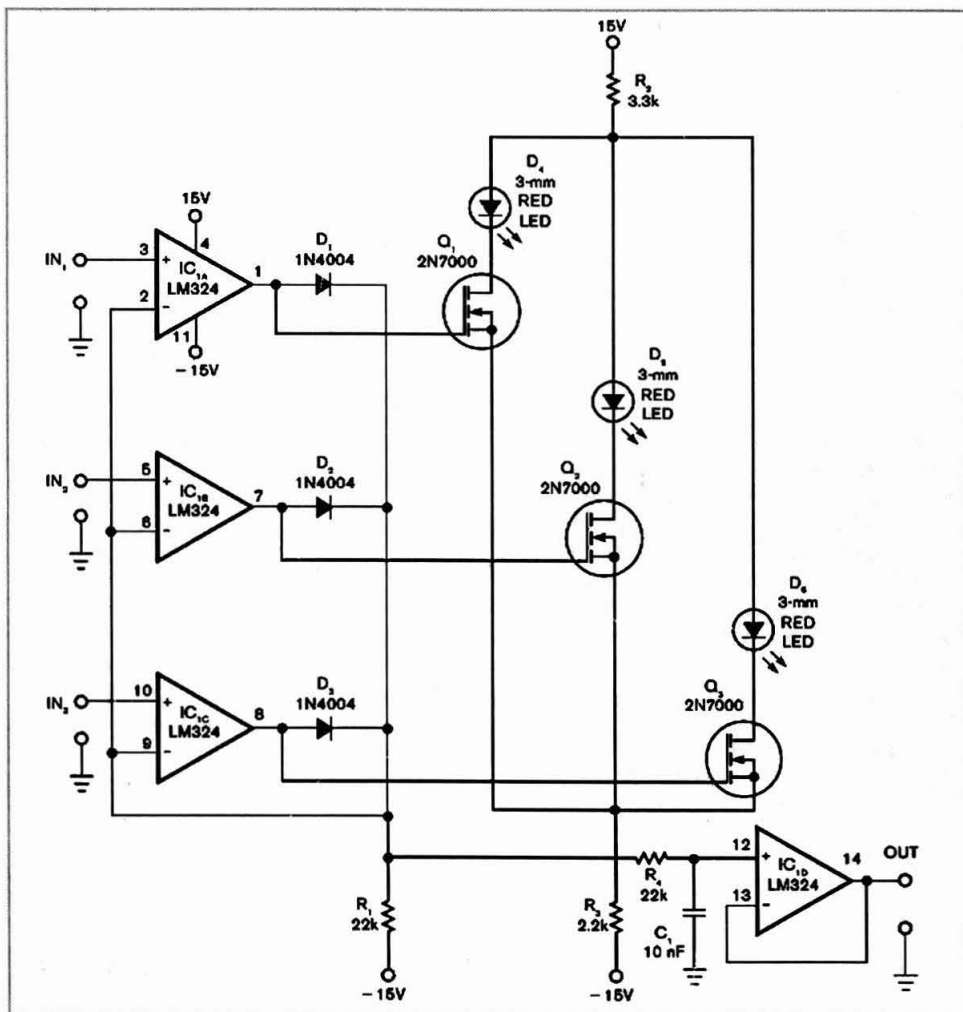 15V
R2
3.3k
D4
3-mm
RED
LED
15V
4
IN1
3
+
IC1A
LM324
1
2
–
11
–15V
D1
1N4004
Q1
2N7000
D5
3-mm
RED
LED
IN2
5
+
IC1B
LM324
7
6
–
D2
1N4004
Q2
2N7000
D6
3-mm
RED
LED
IN3
10
+
IC1C
LM324
8
9
–
D3
1N4004
Q3
2N7000
R4
22k
12
+
IC1D
LM324
14
13
–
OUT
R1
22k
R3
2.2k
C1
10 nF
–15V
–15V